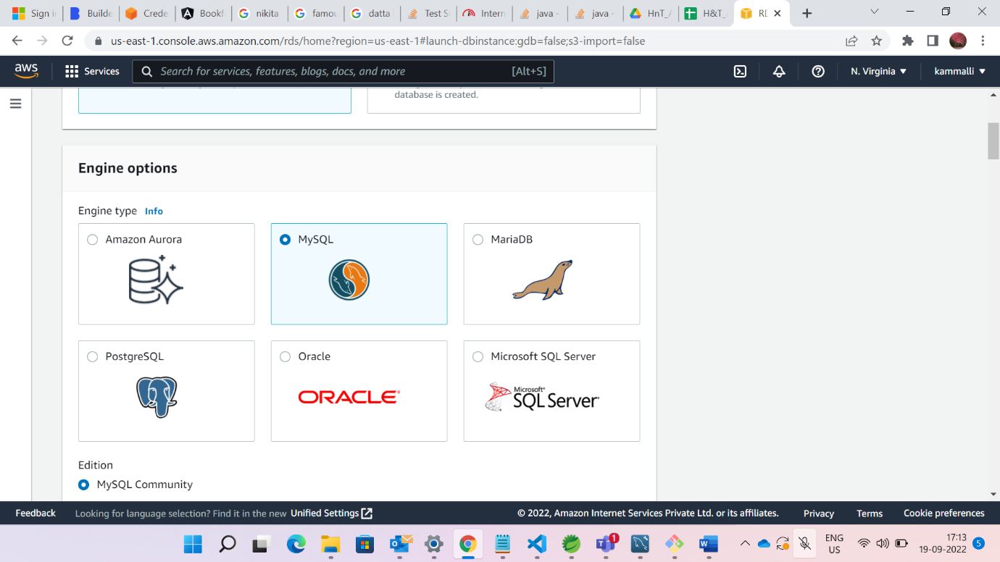 Sign i
Builde
Crede
Bookf
nikita
famou
datta
Test S
Intern
java -
java -
HnT_
H&T_
us-east-1.console.aws.amazon.com/rds/home?region=us-east-1#launch-dbinstance:gdb=false;s3-import=false
aws
Services
Search for services, features, blogs, docs, and more [Alt+S]
N. Virginia
kammalli
database is created.
Engine options
Engine type Info
Amazon Aurora
MySQL
MariaDB
PostgreSQL
Oracle
ORACLE
Microsoft SQL Server
Microsoft
SQL Server
Edition
MySQL Community
Feedback
Looking for language selection? Find it in the new Unified Settings
© 2022, Amazon Internet Services Private Ltd. or its affiliates.
Privacy
Terms
Cookie preferences
1
ENG
US
17:13
19-09-2022
5